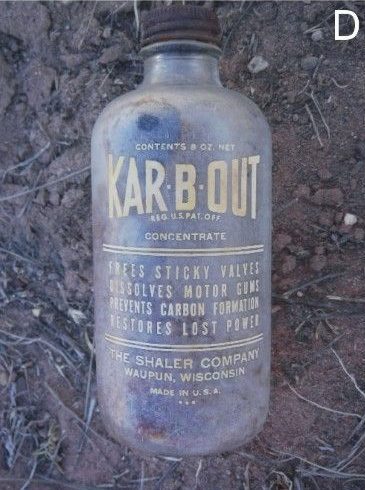 D
CONTENTS 8 OZ. NET
KAR·B·OUT
REG. U.S. PAT. OFF
CONCENTRATE
FREES STICKY VALVES
DISSOLVES MOTOR GUMS
PREVENTS CARBON FORMATION
RESTORES LOST POWER
THE SHALER COMPANY
WAUPUN, WISCONSIN
MADE IN U.S.A.